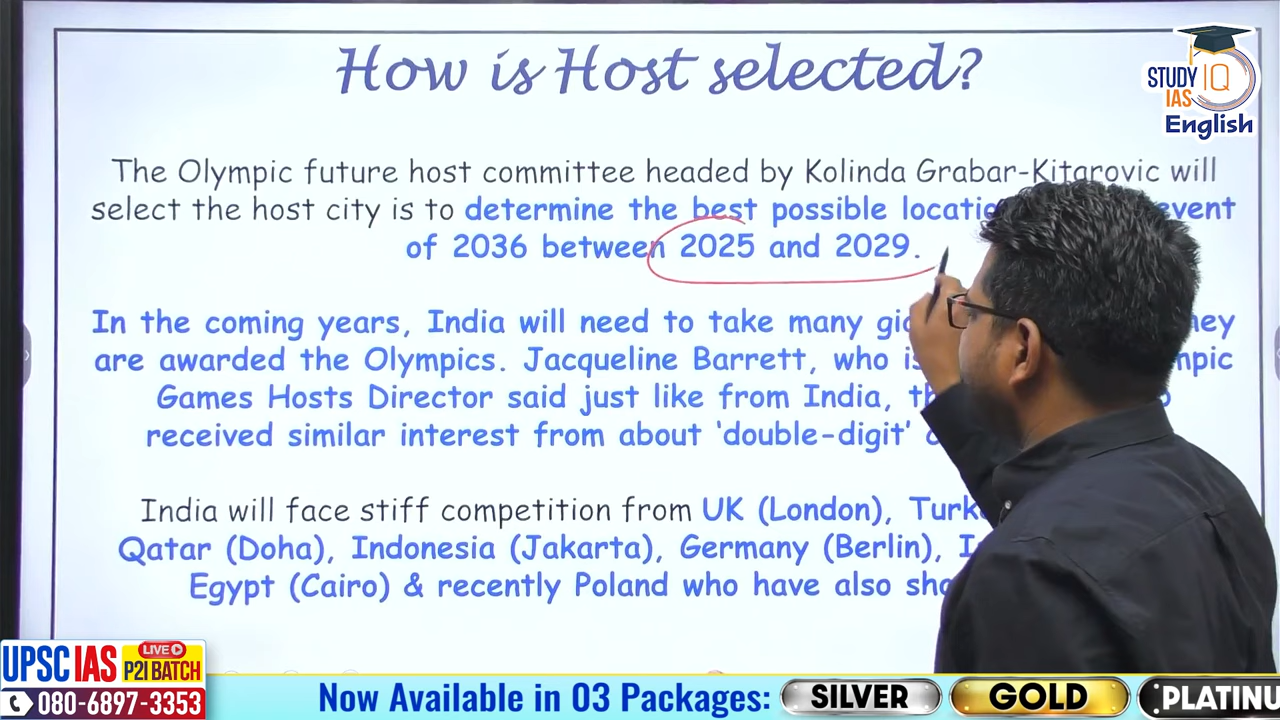 How is Host selected?
STUDY IQ
IAS
English
The Olympic future host committee headed by Kolinda Grabar-Kitarovic will
select the host city is to determine the best possible event
of 2036 between 2025 and 2029.
In the coming years, India will need to take many
are awarded the Olympics. Jacqueline Barrett, who
Games Hosts Director said just like from India,
received similar interest from about ‘double-digit’
India will face stiff competition from UK (London),
Qatar (Doha), Indonesia (Jakarta), Germany (Berlin),
Egypt (Cairo) & recently Poland who have also
UPSC IAS LIVE P2I BATCH
080-6897-3353
Now Available in 03 Packages: SILVER GOLD